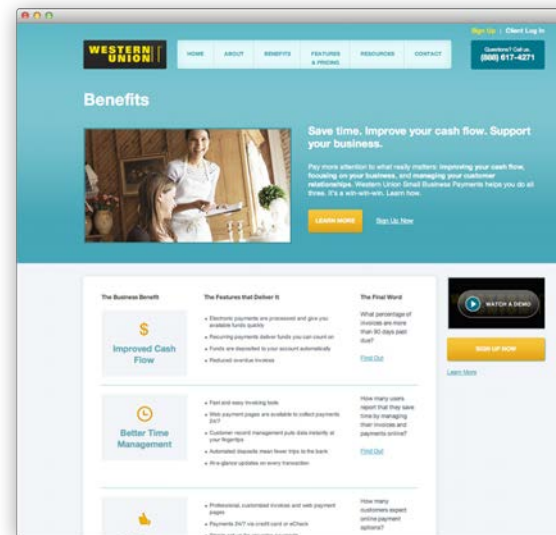 Sign Up | Client Log In
WESTERN
UNION
HOME
ABOUT
BENEFITS
FEATURES
& PRICING
RESOURCES
CONTACT
Questions? Call us.
(888) 617-4271
Benefits
Save time. Improve your cash flow. Support
your business.
Pay more attention to what really matters: improving your cash flow,
focusing on your business, and managing your customer
relationships. Western Union Small Business Payments helps you do all
three. It's a win-win-win. Learn how.
LEARN MORE
Sign Up Now
The Business Benefit
The Features that Deliver It
The Final Word
$
Improved Cash
Flow
• Electronic payments are processed and give you
available funds quickly
• Recurring payments deliver funds you can count on
• Funds are deposited to your account automatically
• Reduced overdue invoices
What percentage of
invoices are more
than 90 days past
due?
Find Out
WATCH A DEMO
SIGN UP NOW
Learn More
Better Time
Management
• Fast and easy invoicing tools
• Web payment pages are available to collect payments
24/7
• Customer record management puts data instantly at
your fingertips
• Automated deposits mean fewer trips to the bank
• At-a-glance updates on every transaction
How many users
report that they save
time by managing
their invoices and
payments online?
Find Out
• Professional, customized invoices and web payment
pages
• Payments 24/7 via credit card or eCheck
How many
customers expect
online payment
options?